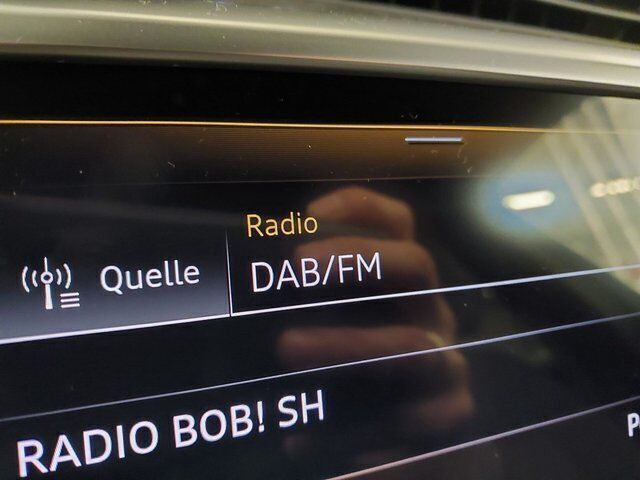 Radio
Quelle
DAB/FM
RADIO BOB! SH